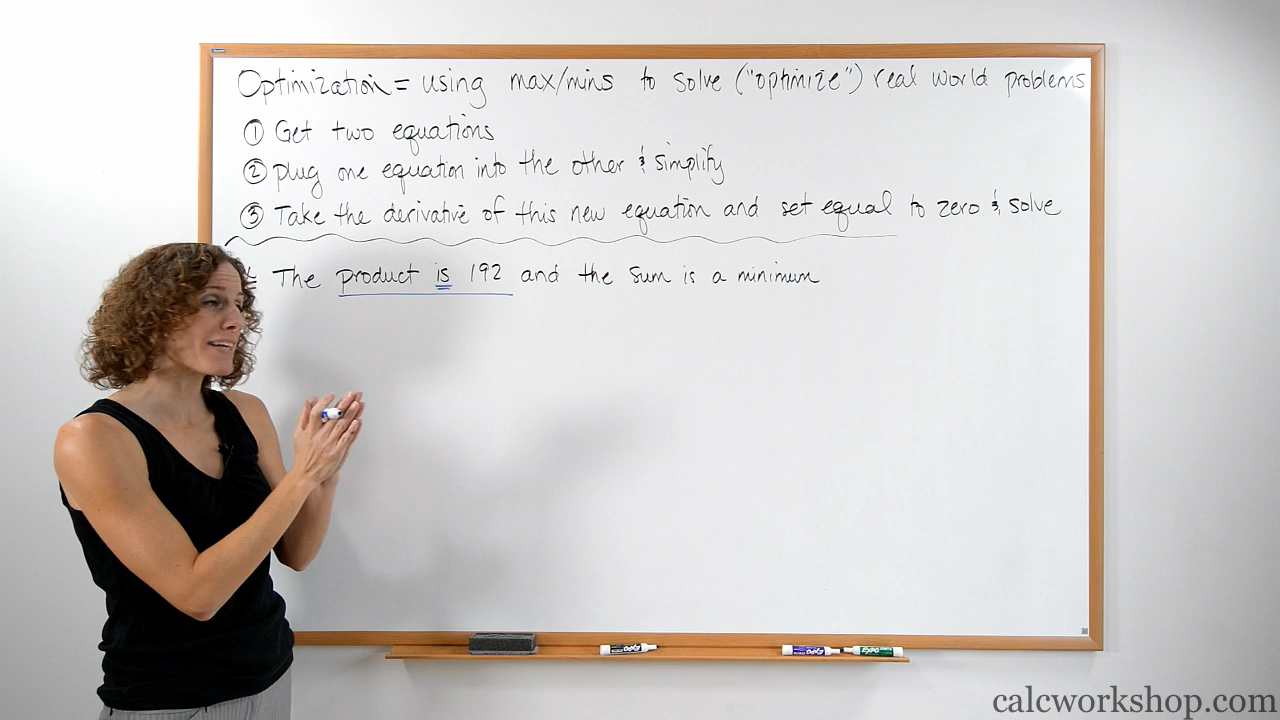 Optimization = using max/mins to solve ("optimize") real world problems
① Get two equations
② Plug one equation into the other & simplify
③ Take the derivative of this new equation and set equal to zero & solve
The product is 192 and the sum is a minimum
EXPO
calcworkshop.com